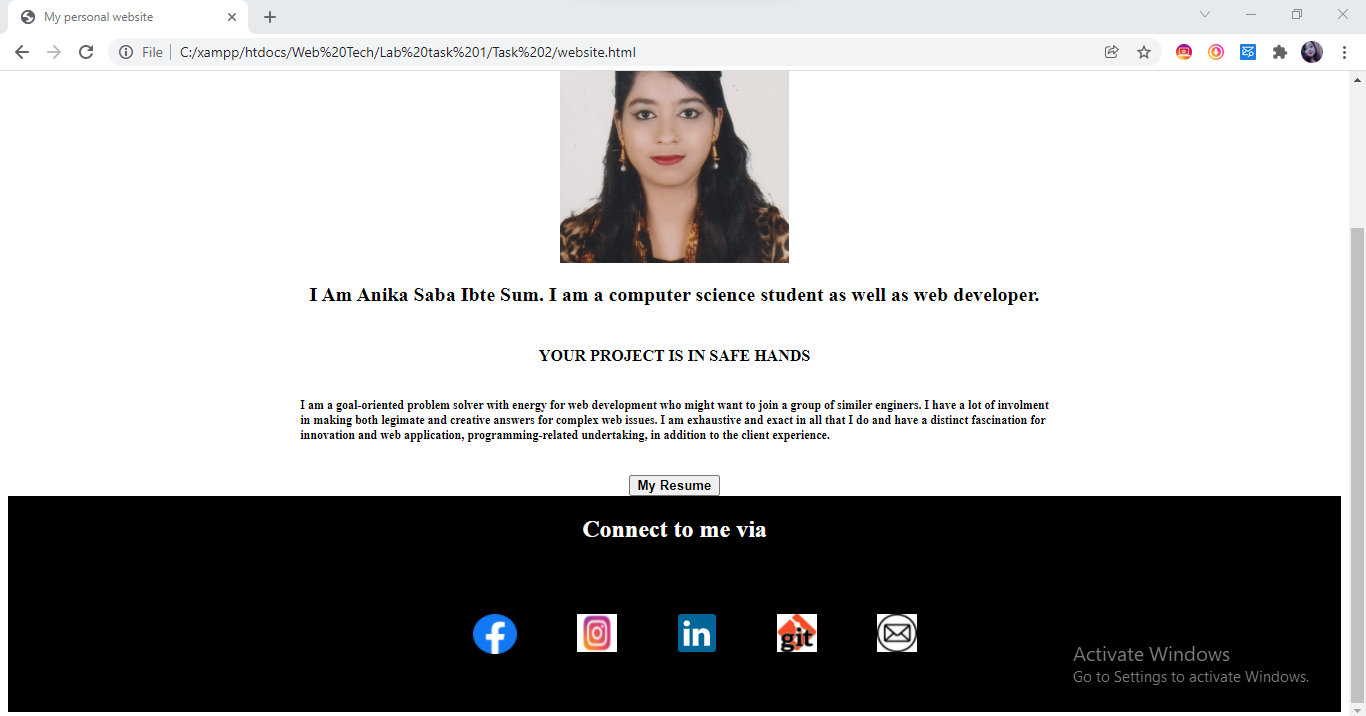 My personal website
File
C:/xampp/htdocs/Web%20Tech/Lab%20task%201/Task%202/website.html
I Am Anika Saba Ibte Sum. I am a computer science student as well as web developer.
YOUR PROJECT IS IN SAFE HANDS
I am a goal-oriented problem solver with energy for web development who might want to join a group of similer enginers. I have a lot of involment
in making both legimate and creative answers for complex web issues. I am exhaustive and exact in all that I do and have a distinct fascination for
innovation and web application, programming-related undertaking, in addition to the client experience.
My Resume
Connect to me via
in
git
Activate Windows
Go to Settings to activate Windows.